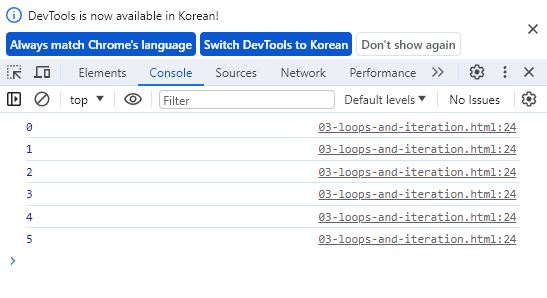 DevTools is now available in Korean!
Always match Chrome's language Switch DevTools to Korean Don't show again
Elements Console Sources Network Performance
top Filter Default levels No Issues
0 03-loops-and-iteration.html:24
1 03-loops-and-iteration.html:24
2 03-loops-and-iteration.html:24
3 03-loops-and-iteration.html:24
4 03-loops-and-iteration.html:24
5 03-loops-and-iteration.html:24